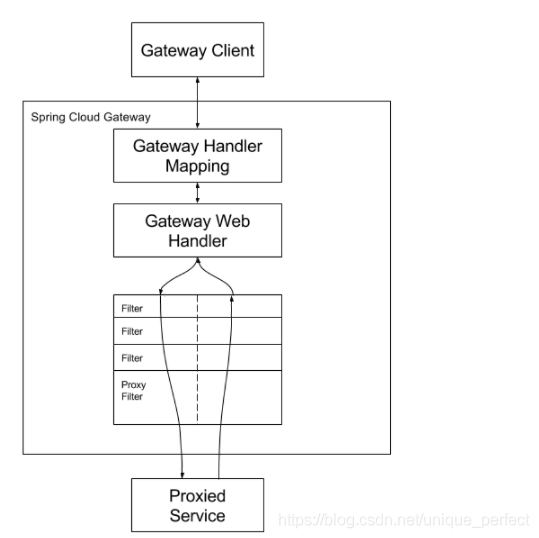 Gateway Client
Spring Cloud Gateway
Gateway Handler
Mapping
Gateway Web
Handler
Filter
Filter
Filter
Proxy
Filter
Proxied
Service
https://blog.csdn.net/unique_perfect